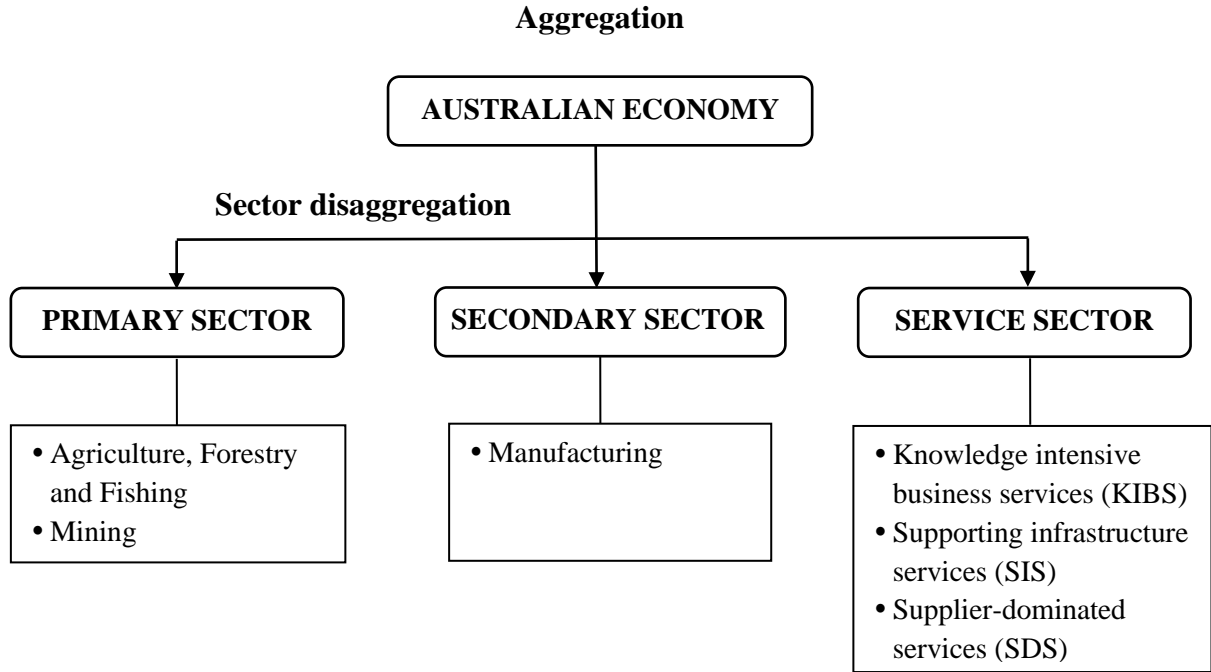 Aggregation
AUSTRALIAN ECONOMY
Sector disaggregation
PRIMARY SECTOR
SECONDARY SECTOR
SERVICE SECTOR
• Agriculture, Forestry
and Fishing
• Mining
• Manufacturing
• Knowledge intensive
business services (KIBS)
• Supporting infrastructure
services (SIS)
• Supplier-dominated
services (SDS)